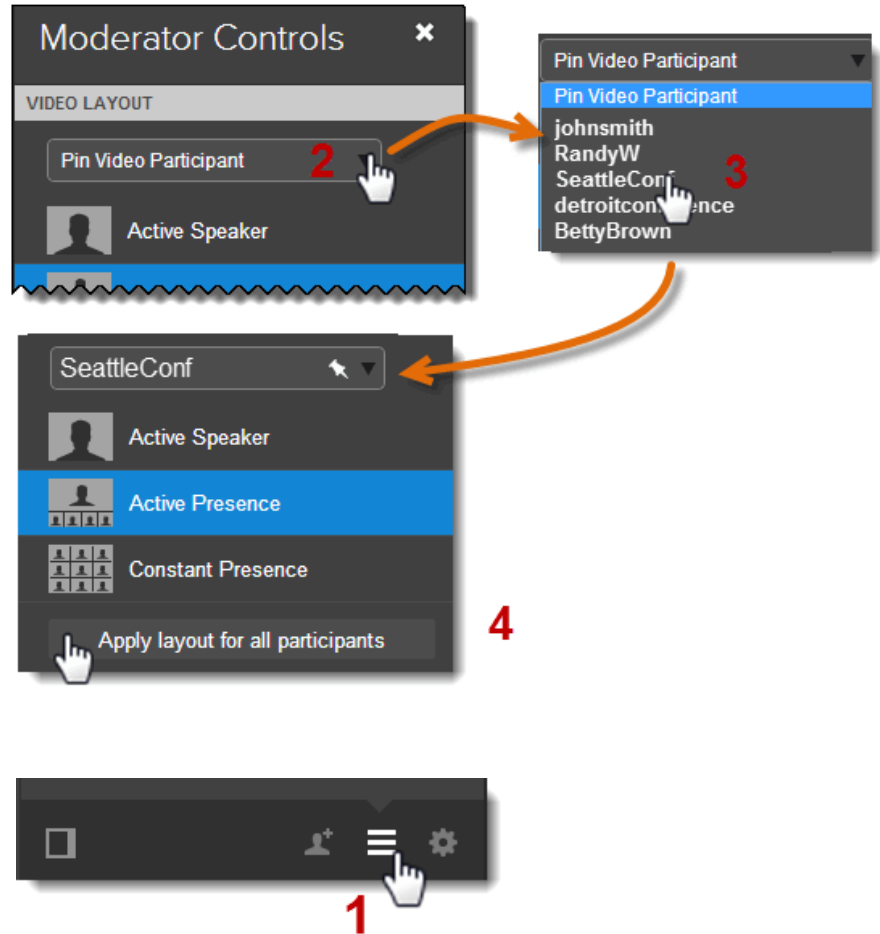 Moderator Controls
VIDEO LAYOUT
Pin Video Participant 2
Active Speaker
Pin Video Participant
Pin Video Participant
johnsmith
RandyW
SeattleConf 3
BettyBrown
SeattleConf
Active Speaker
Active Presence
Constant Presence
Apply layout for all participants
4
1